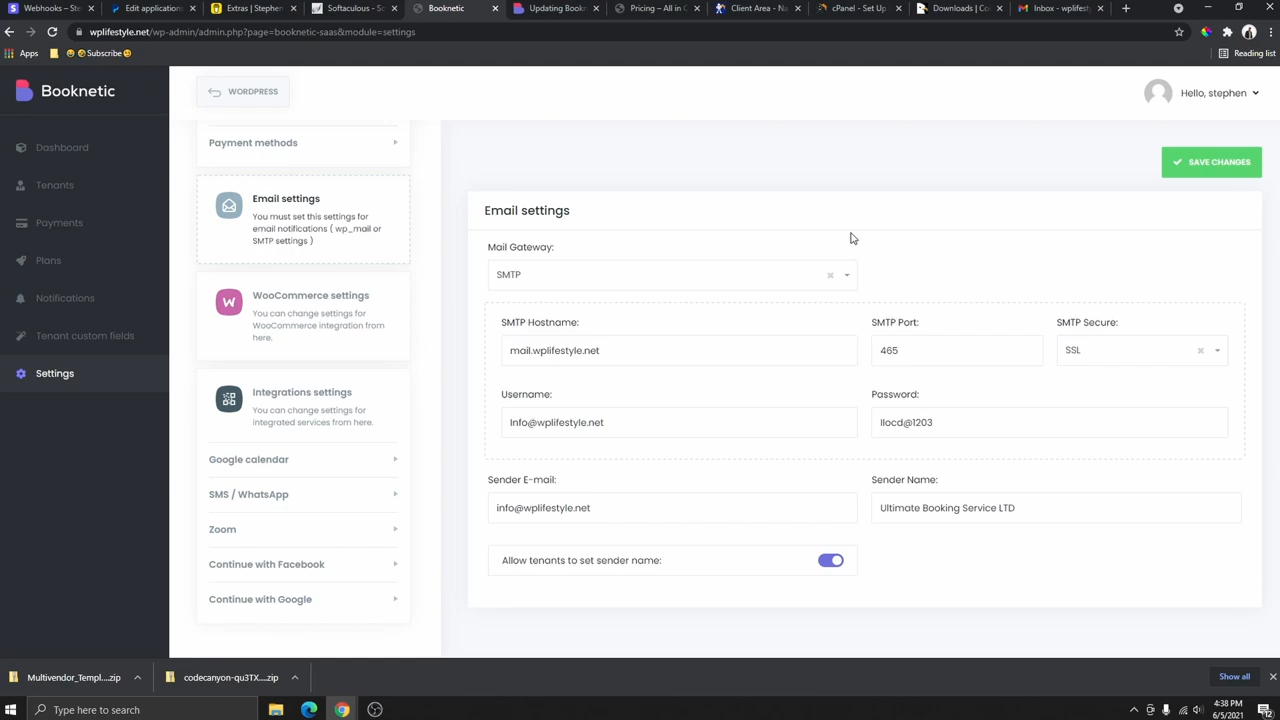 Webhooks – Ste
Edit applications
Extras | Stephen
Softaculous - So
Booknetic
Updating Bookn
Pricing – All in C
Client Area - Na
cPanel - Set Up
Downloads | Co
Inbox - wplifest
wplifestyle.net/wp-admin/admin.php?page=booknetic-saas&module=settings
Apps
Subscribe
Reading list
Booknetic
WORDPRESS
Hello, stephen
Dashboard
Tenants
Payments
Plans
Notifications
Tenant custom fields
Settings
Payment methods
Email settings
You must set this settings for
email notifications ( wp_mail or
SMTP settings )
WooCommerce settings
You can change settings for
WooCommerce integration from
here.
Integrations settings
You can change settings for
integrated services from here.
Google calendar
SMS / WhatsApp
Zoom
Continue with Facebook
Continue with Google
SAVE CHANGES
Email settings
Mail Gateway:
SMTP
SMTP Hostname:
SMTP Port:
SMTP Secure:
mail.wplifestyle.net
465
SSL
Username:
Password:
Info@wplifestyle.net
Ilocd@1203
Sender E-mail:
Sender Name:
info@wplifestyle.net
Ultimate Booking Service LTD
Allow tenants to set sender name:
Multivendor_Templ....zip
codecanyon-qu3TX....zip
Show all
Type here to search
4:38 PM
6/5/2021